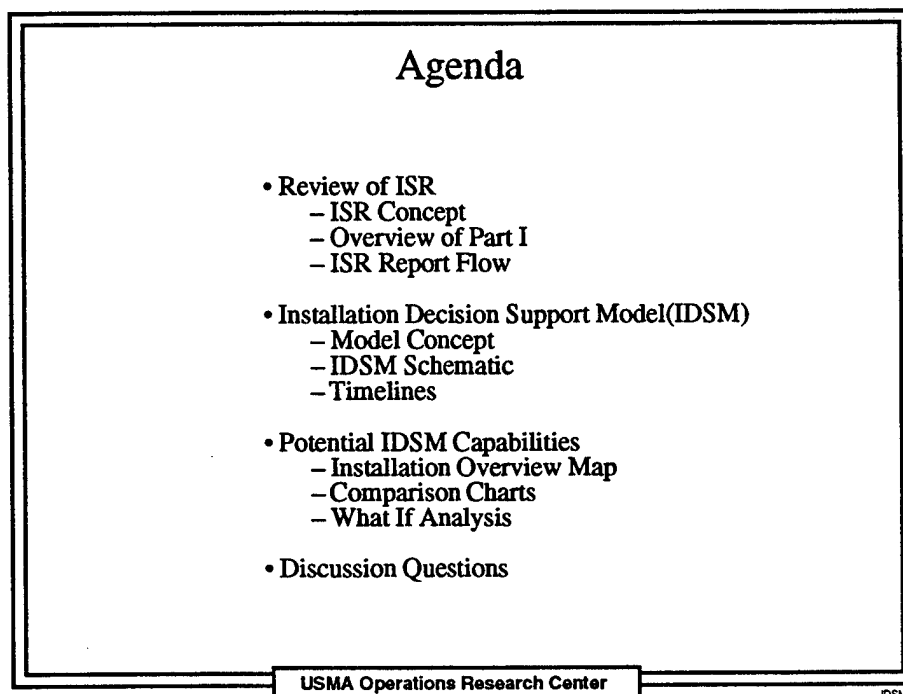 Agenda
• Review of ISR
– ISR Concept
– Overview of Part I
– ISR Report Flow
• Installation Decision Support Model(IDSM)
– Model Concept
– IDSM Schematic
– Timelines
• Potential IDSM Capabilities
– Installation Overview Map
– Comparison Charts
– What If Analysis
• Discussion Questions
USMA Operations Research Center
IDSM